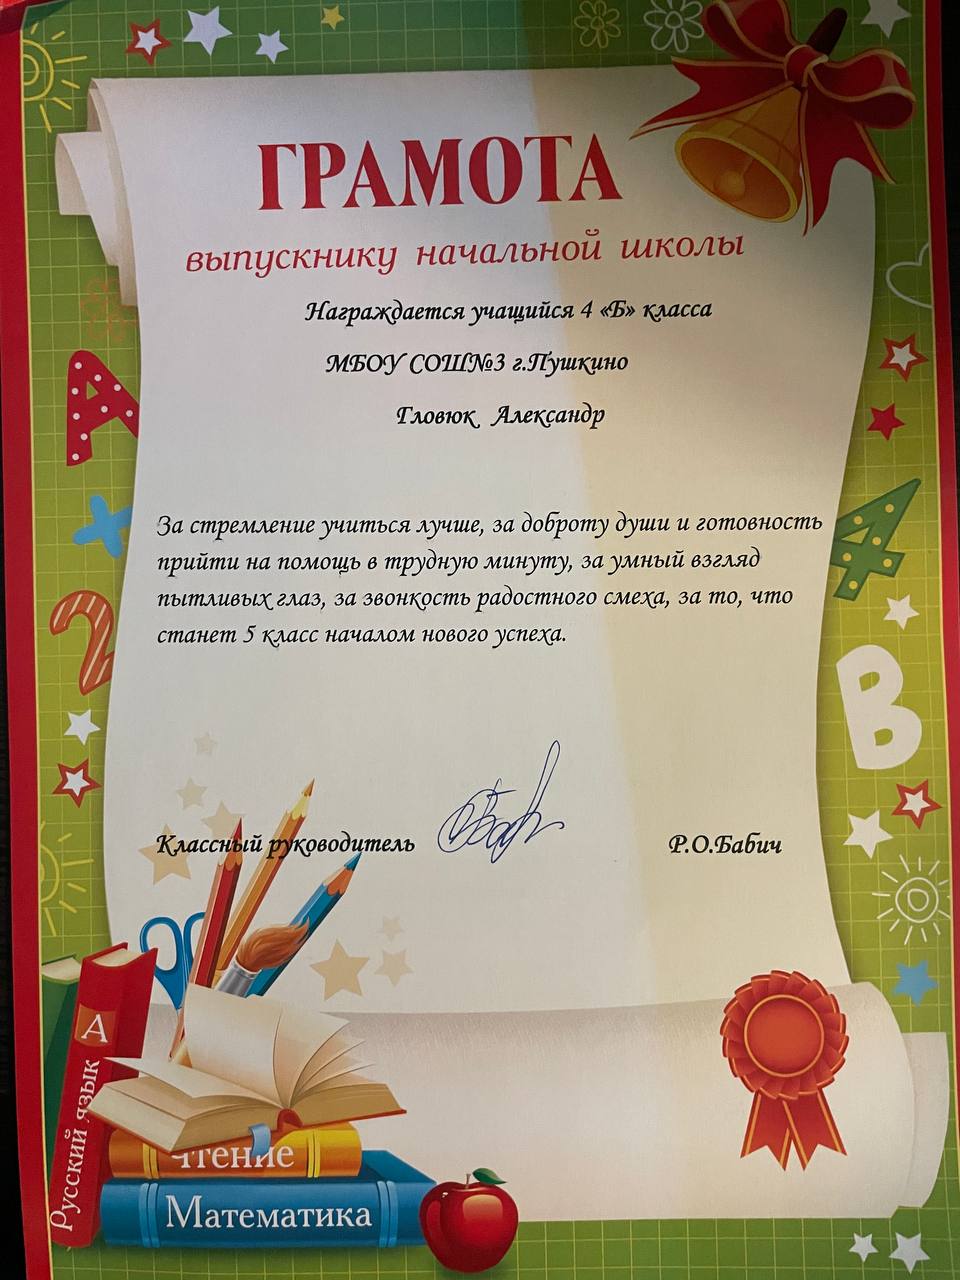 ГРАМОТА
выпускнику начальной школы
Награждается учащийся 4 «Б» класса
МБОУ СОШ№3 г.Пушкино
Гловюк Александр
За стремление учиться лучше, за доброту души и готовность
прийти на помощь в трудную минуту, за умный взгляд
пытливых глаз, за звонкость радостного смеха, за то, что
станет 5 класс началом нового успеха.
Классный руководитель Р.О.Бабич
А
х
2
4
В
А
Русский язык
Чтение
Математика